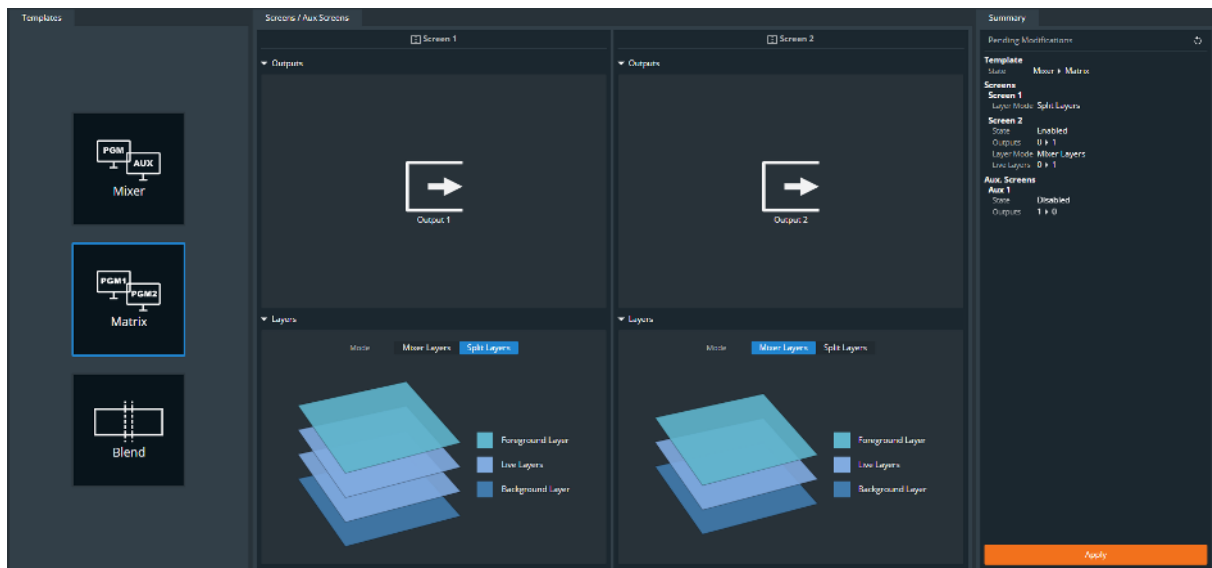 Templates
PGM
AUX
Mixer
PGM1
PGM2
Matrix
Blend
Screens / Aux Screens
Screen 1
Outputs
Output 1
Layers
Mode Mixer Layers Split Layers
Foreground Layer
Live Layers
Background Layer
Screen 2
Outputs
Output 2
Layers
Mode Mixer Layers Split Layers
Foreground Layer
Live Layers
Background Layer
Summary
Pending Modifications
Template
State Mixer Matrix
Screens
Screen 1
Layer Mode Split Layers
Screen 2
State Enabled
Outputs 0 1
Layer Mode Mixer Layers
Live Layers 0 1
Aux. Screens
Aux 1
State Disabled
Outputs 1 0
Apply